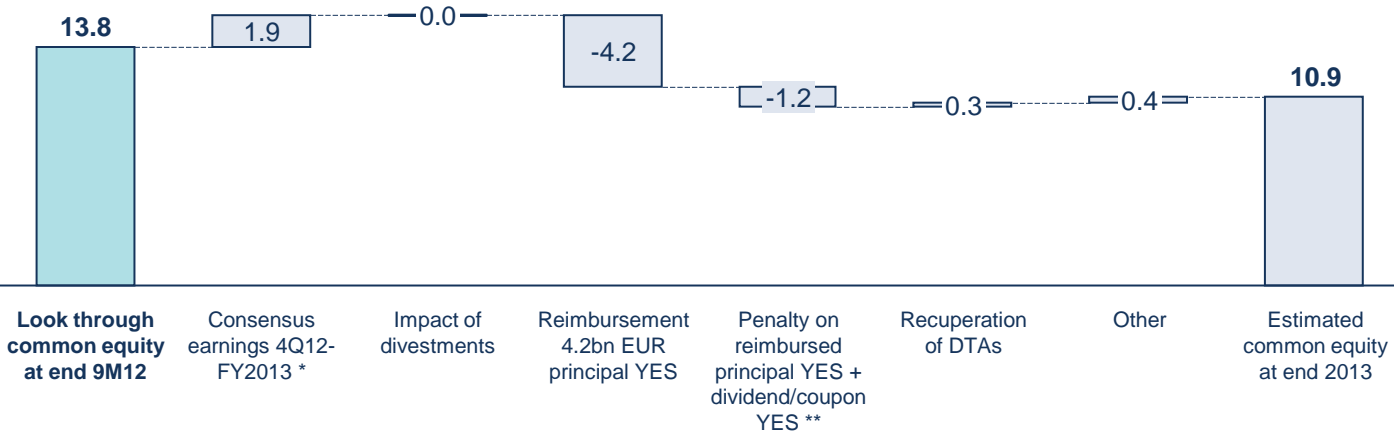 13.8
1.9
0.0
-4.2
-1.2
0.3
0.4
10.9
Look through
common equity
at end 9M12
Consensus
earnings 4Q12-
FY2013 *
Impact of
divestments
Reimbursement
4.2bn EUR
principal YES
Penalty on
reimbursed
principal YES +
dividend/coupon
YES **
Recuperation
of DTAs
Other
Estimated
common equity
at end 2013